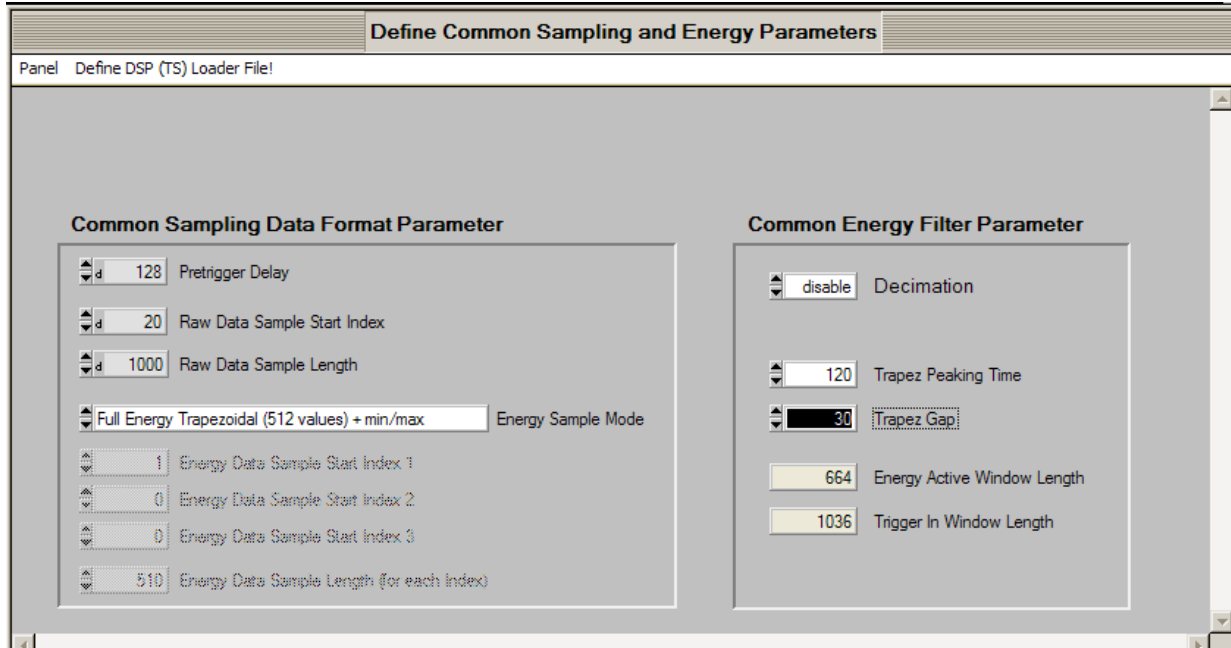 Define Common Sampling and Energy Parameters
Panel Define DSP (TS) Loader File!
Common Sampling Data Format Parameter
d 128 Pretrigger Delay
d 20 Raw Data Sample Start Index
d 1000 Raw Data Sample Length
Full Energy Trapezoidal (512 values) + min/max Energy Sample Mode
1 Energy Data Sample Start Index 1
0 Energy Data Sample Start Index 2
0 Energy Data Sample Start Index 3
510 Energy Data Sample Length (for each Index)
Common Energy Filter Parameter
disable Decimation
120 Trapez Peaking Time
30 Trapez Gap
664 Energy Active Window Length
1036 Trigger In Window Length